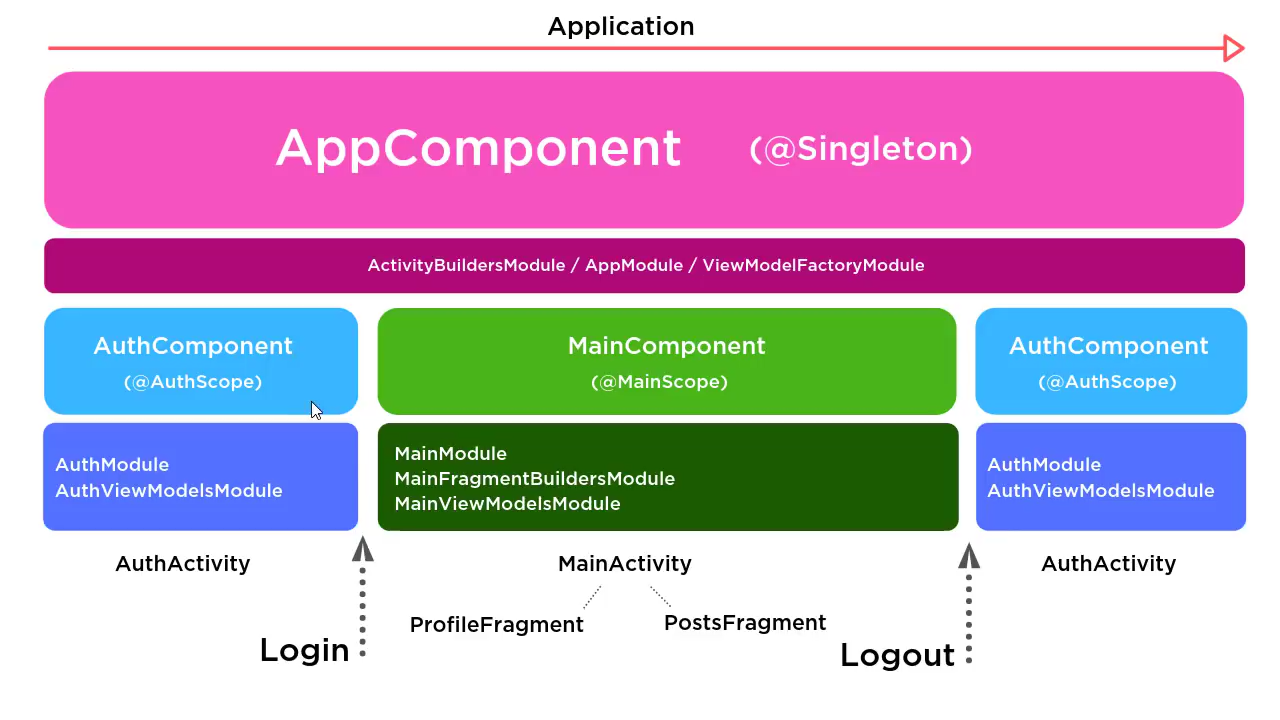 Application
AppComponent (@Singleton)
ActivityBuildersModule / AppModule / ViewModelFactoryModule
AuthComponent
(@AuthScope)
MainComponent
(@MainScope)
AuthComponent
(@AuthScope)
AuthModule
AuthViewModelsModule
MainModule
MainFragmentBuildersModule
MainViewModelsModule
AuthModule
AuthViewModelsModule
AuthActivity
MainActivity
AuthActivity
ProfileFragment
PostsFragment
Login
Logout